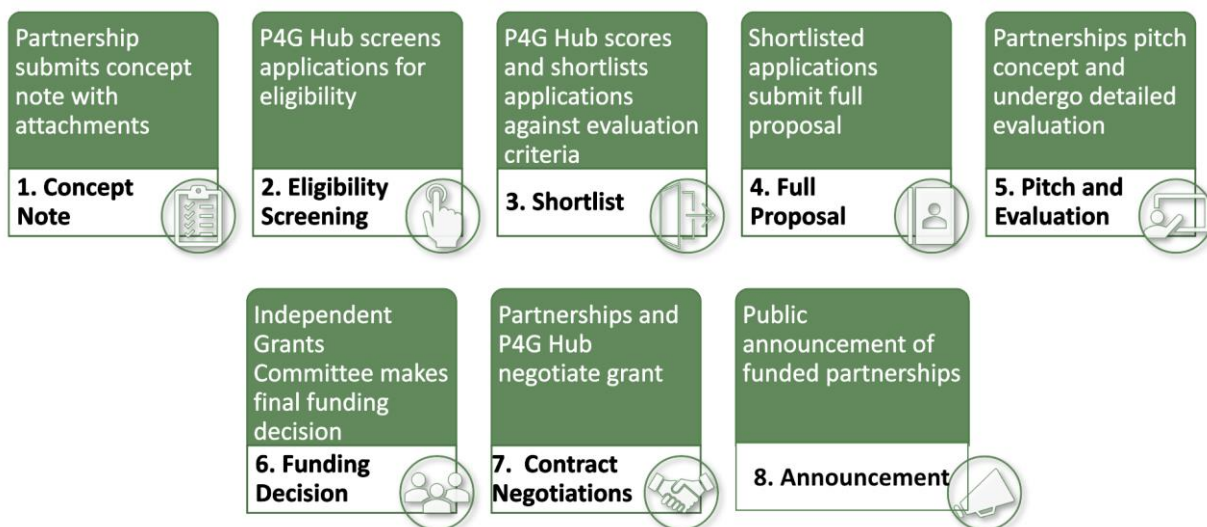 Partnership
submits concept
note with
attachments
1. Concept
Note
P4G Hub screens
applications for
eligibility
2. Eligibility
Screening
P4G Hub scores
and shortlists
applications
against evaluation
criteria
3. Shortlist
Shortlisted
applications
submit full
proposal
4. Full
Proposal
Partnerships pitch
concept and
undergo detailed
evaluation
5. Pitch and
Evaluation
Independent
Grants
Committee makes
final funding
decision
6. Funding
Decision
Partnerships and
P4G Hub
negotiate grant
7. Contract
Negotiations
Public
announcement of
funded partnerships
8. Announcement